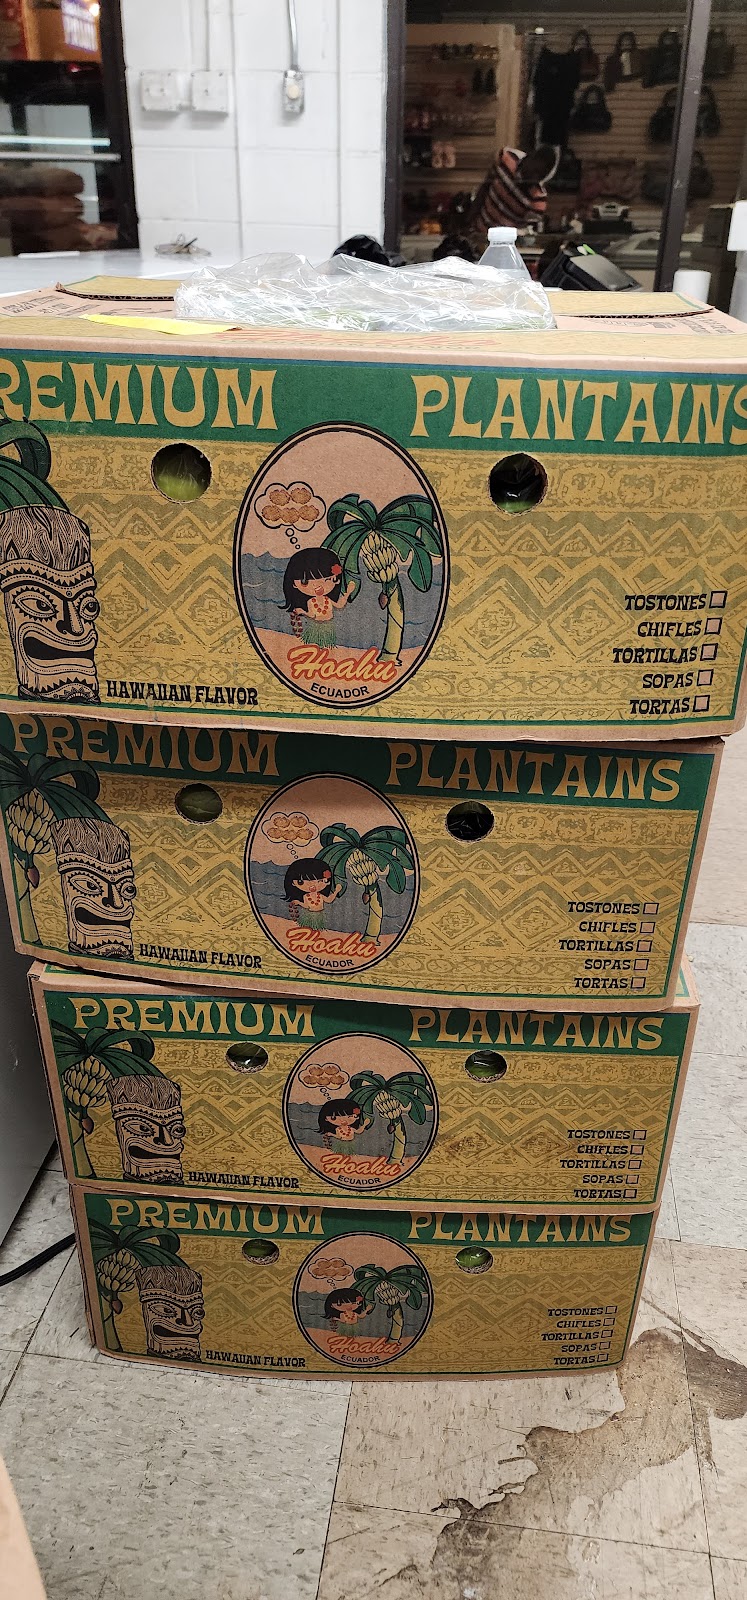 REMIUM PLANTAINS
TOSTONES
CHIFLES
TORTILLAS
SOPAS
TORTAS
HAWAIIAN FLAVOR
Hoahu
ECUADOR
PREMIUM PLANTAINS
TOSTONES
CHIFLES
TORTILLAS
SOPAS
TORTAS
HAWAIIAN FLAVOR
Hoahu
ECUADOR
PREMIUM PLANTAINS
TOSTONES
CHIFLES
TORTILLAS
SOPAS
TORTAS
HAWAIIAN FLAVOR
Hoahu
ECUADOR
PREMIUM PLANTAINS
TOSTONES
CHIFLES
TORTILLAS
SOPAS
TORTAS
HAWAIIAN FLAVOR
Hoahu
ECUADOR